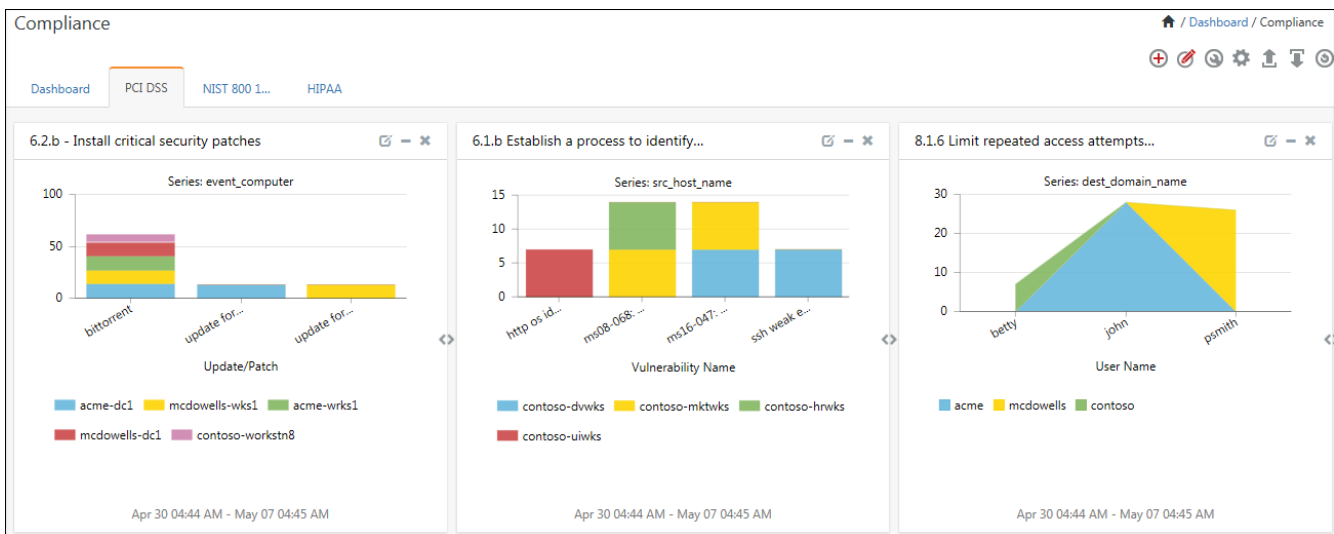 Compliance
/ Dashboard / Compliance
Dashboard PCI DSS NIST 800 1... HIPAA
6.2.b - Install critical security patches
Series: event_computer
100
50
0
bittorrent update for... update for...
Update/Patch
acme-dc1 mcdowells-wks1 acme-wrks1
mcdowells-dc1 contoso-workstn8
Apr 30 04:44 AM - May 07 04:45 AM
6.1.b Establish a process to identify...
Series: src_host_name
15
10
5
0
http os id... ms08-068: ... ms16-047: ... ssh weak e...
Vulnerability Name
contoso-dvwks contoso-mktwks contoso-hrwks
contoso-uiwks
Apr 30 04:44 AM - May 07 04:45 AM
8.1.6 Limit repeated access attempts...
Series: dest_domain_name
30
20
10
0
betty john psmith
User Name
acme mcdowells contoso
Apr 30 04:44 AM - May 07 04:45 AM